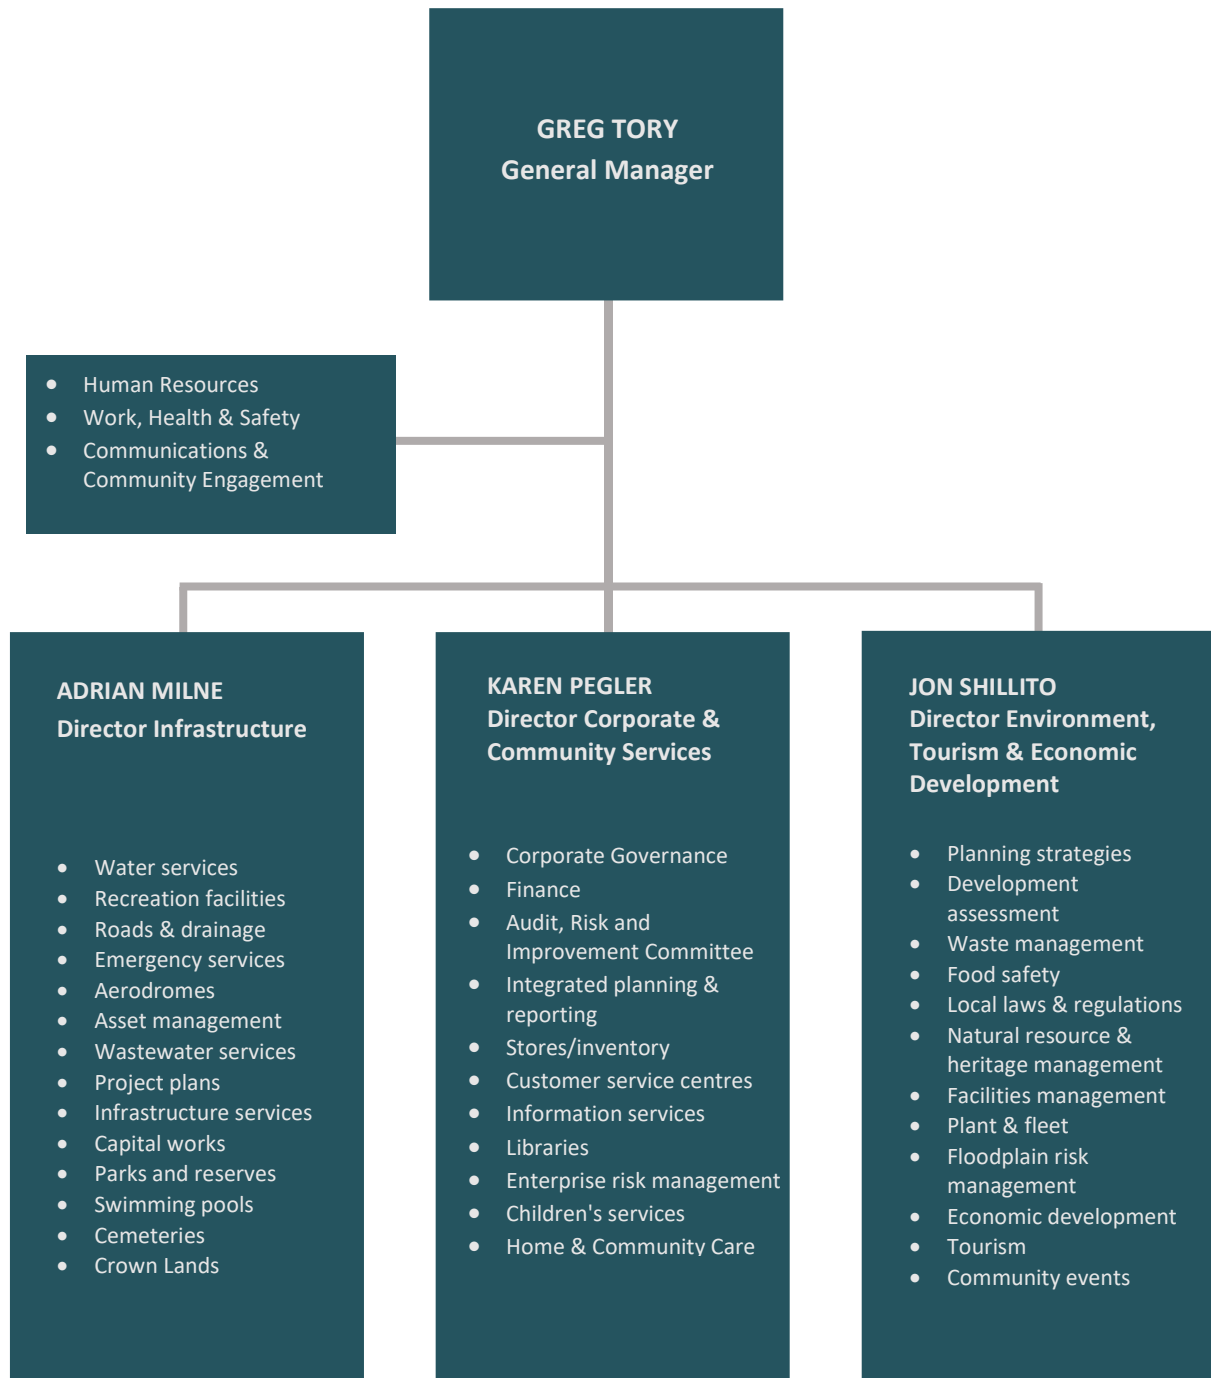 GREG TORY
General Manager
• Human Resources
• Work, Health & Safety
• Communications &
Community Engagement
ADRIAN MILNE
Director Infrastructure
• Water services
• Recreation facilities
• Roads & drainage
• Emergency services
• Aerodromes
• Asset management
• Wastewater services
• Project plans
• Infrastructure services
• Capital works
• Parks and reserves
• Swimming pools
• Cemeteries
• Crown Lands
KAREN PEGLER
Director Corporate &
Community Services
• Corporate Governance
• Finance
• Audit, Risk and
Improvement Committee
• Integrated planning &
reporting
• Stores/inventory
• Customer service centres
• Information services
• Libraries
• Enterprise risk management
• Children's services
• Home & Community Care
JON SHILLITO
Director Environment,
Tourism & Economic
Development
• Planning strategies
• Development
assessment
• Waste management
• Food safety
• Local laws & regulations
• Natural resource &
heritage management
• Facilities management
• Plant & fleet
• Floodplain risk
management
• Economic development
• Tourism
• Community events